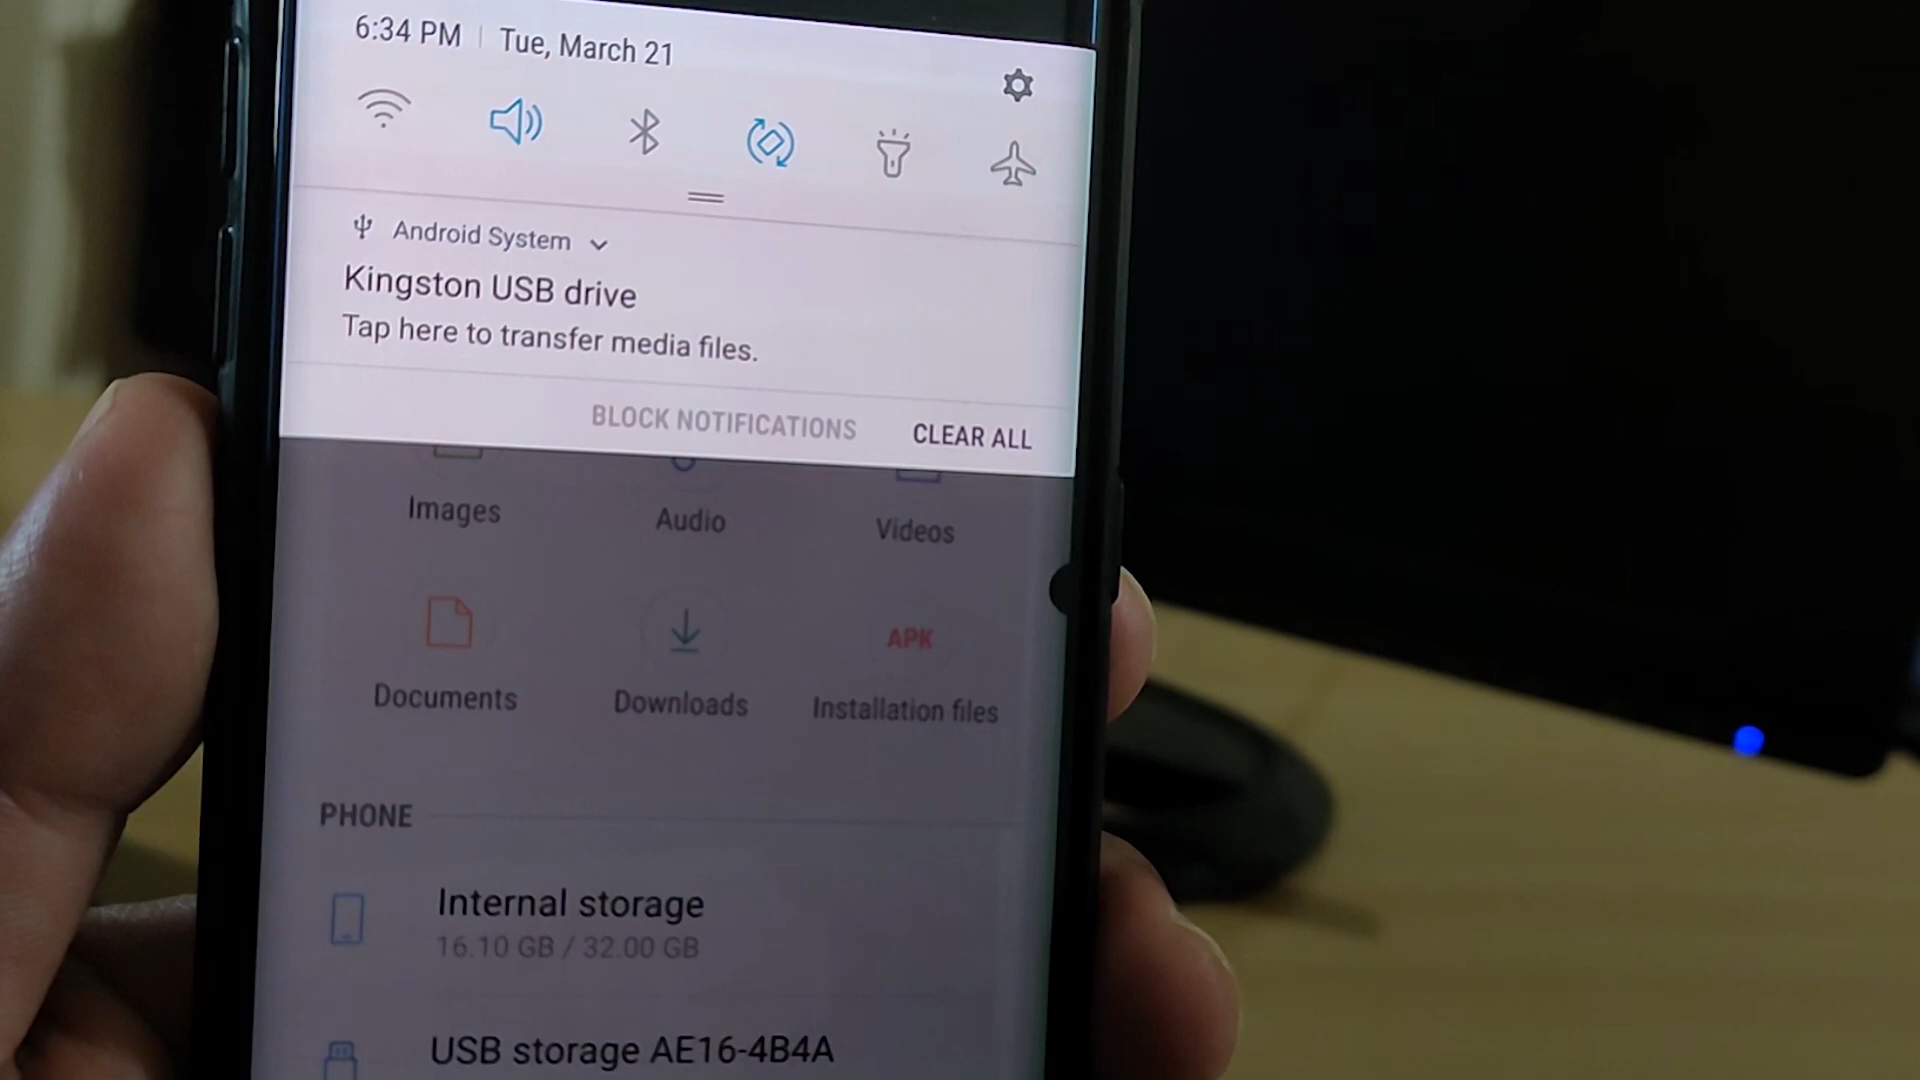 6:34 PM | Tue, March 21
Android System
Kingston USB drive
Tap here to transfer media files.
BLOCK NOTIFICATIONS CLEAR ALL
Images Audio Videos
APK
Documents Downloads Installation files
PHONE
Internal storage
16.10 GB / 32.00 GB
USB storage AE16-4B4A